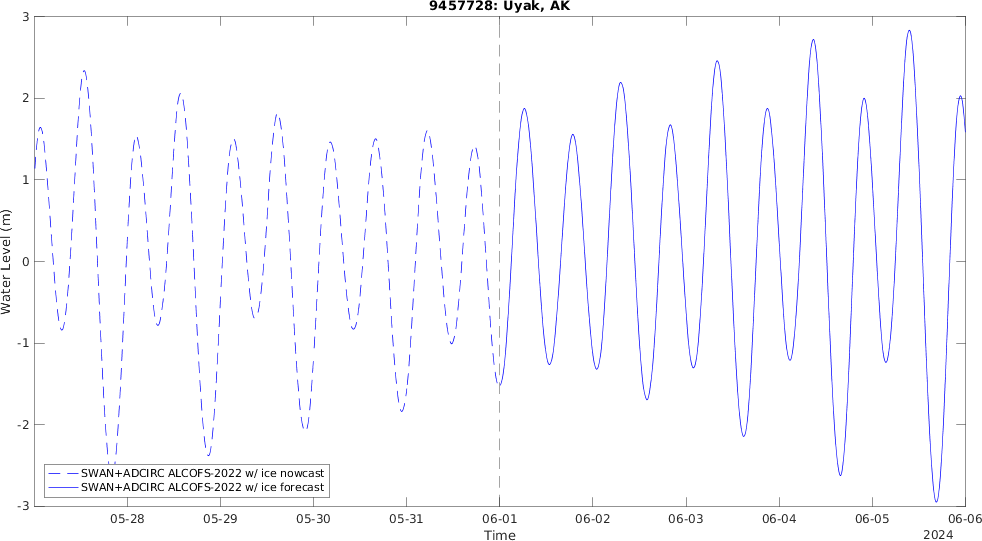 9457728: Uyak, AK
3
2
1
0
-1
-2
-3
Water Level (m)
SWAN+ADCIRC ALCOFS-2022 w/ ice nowcast
SWAN+ADCIRC ALCOFS-2022 w/ ice forecast
05-28 05-29 05-30 05-31 06-01 06-02 06-03 06-04 06-05 06-06
Time
2024